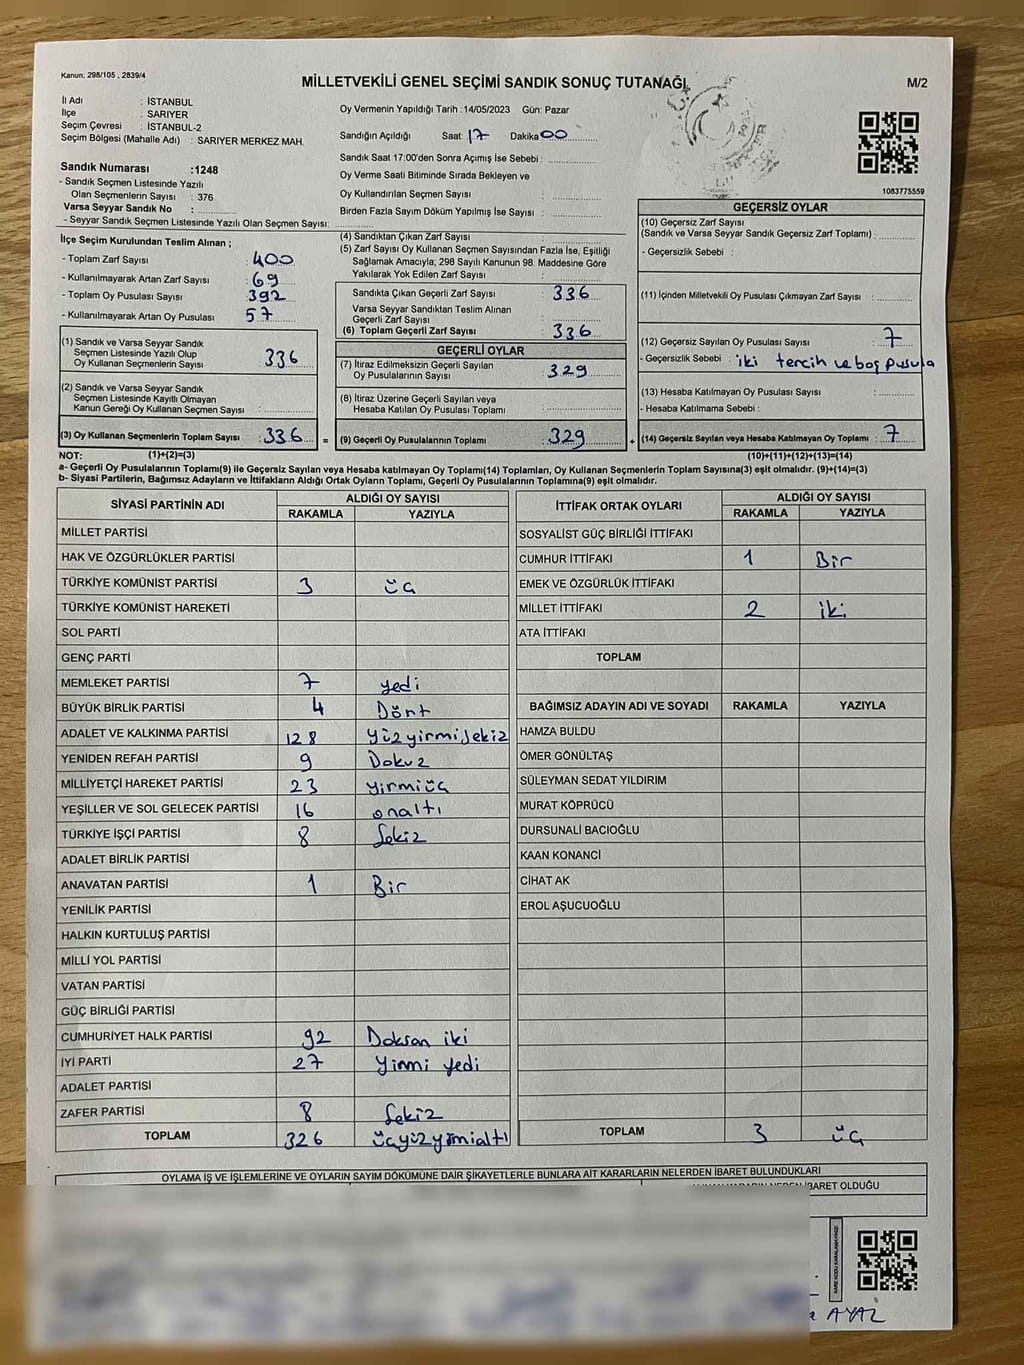 Kanun: 298/105 , 2839/4
MİLLETVEKİLİ GENEL SEÇİMİ SANDIK SONUÇ TUTANAĞI
M/2
İl Adı : İSTANBUL
İlçe : SARIYER
Seçim Çevresi : İSTANBUL-2
Seçim Bölgesi (Mahalle Adı) : SARIYER MERKEZ MAH.
Oy Vermenin Yapıldığı Tarih :14/05/2023 Gün: Pazar
Sandığın Açıldığı Saat: 17 Dakika 00
Sandık Saat 17:00'den Sonra Açımış İse Sebebi :
Oy Verme Saati Bitiminde Sırada Bekleyen ve
Oy Kullandırılan Seçmen Sayısı :
Birden Fazla Sayım Döküm Yapılmış İse Sayısı :
1083775559
Sandık Numarası :1248
- Sandık Seçmen Listesinde Yazılı
Olan Seçmenlerin Sayısı : 376
Varsa Seyyar Sandık No :
- Seyyar Sandık Seçmen Listesinde Yazılı Olan Seçmen Sayısı:
İlçe Seçim Kurulundan Teslim Alınan ;
- Toplam Zarf Sayısı : 400
- Kullanılmayarak Artan Zarf Sayısı : 69
- Toplam Oy Pusulası Sayısı : 392
- Kullanılmayarak Artan Oy Pusulası : 57
(1) Sandık ve Varsa Seyyar Sandık
Seçmen Listesinde Yazılı Olup
Oy Kullanan Seçmenlerin Sayısı : 336
(2) Sandık ve Varsa Seyyar Sandık
Seçmen Listesinde Kayıtlı Olmayan
Kanun Gereği Oy Kullanan Seçmen Sayısı :
(3) Oy Kullanan Seçmenlerin Toplam Sayısı : 336 =
(4) Sandıktan Çıkan Zarf Sayısı :
(5) Zarf Sayısı Oy Kullanan Seçmen Sayısından Fazla İse, Eşitliği
Sağlamak Amacıyla; 298 Sayılı Kanunun 98. Maddesine Göre
Yakılarak Yok Edilen Zarf Sayısı :
Sandıkta Çıkan Geçerli Zarf Sayısı : 336
Varsa Seyyar Sandıktan Teslim Alınan
Geçerli Zarf Sayısı :
(6) Toplam Geçerli Zarf Sayısı : 336
GEÇERLİ OYLAR
(7) İtiraz Edilmeksizin Geçerli Sayılan
Oy Pusulalarının Sayısı : 329
(8) İtiraz Üzerine Geçerli Sayılan veya
Hesaba Katılan Oy Pusulası Toplamı :
(9) Geçerli Oy Pusulalarının Toplamı : 329 +
GEÇERSİZ OYLAR
(10) Geçersiz Zarf Sayısı
(Sandık ve Varsa Seyyar Sandık Geçersiz Zarf Toplamı) :
- Geçersizlik Sebebi :
(11) İçinden Milletvekili Oy Pusulası Çıkmayan Zarf Sayısı :
(12) Geçersiz Sayılan Oy Pusulası Sayısı : 7
- Geçersizlik Sebebi : iki tercih ve boş pusula
(13) Hesaba Katılmayan Oy Pusulası Sayısı :
- Hesaba Katılmama Sebebi :
(14) Geçersiz Sayılan veya Hesaba Katılmayan Oy Toplamı : 7
NOT: (1)+(2)=(3)
(10)+(11)+(12)+(13)=(14)
a- Geçerli Oy Pusulalarının Toplamı(9) ile Geçersiz Sayılan veya Hesaba katılmayan Oy Toplamı(14) Toplamları, Oy Kullanan Seçmenlerin Toplam Sayısına(3) eşit olmalıdır. (9)+(14)=(3)
b- Siyasi Partilerin, Bağımsız Adayların ve İttifakların Aldığı Ortak Oyların Toplamı, Geçerli Oy Pusulalarının Toplamına(9) eşit olmalıdır.
SİYASİ PARTİNİN ADI ALDIĞI OY SAYISI
RAKAMLA YAZIYLA
MİLLET PARTİSİ
HAK VE ÖZGÜRLÜKLER PARTİSİ
TÜRKİYE KOMÜNİST PARTİSİ 3 üç
TÜRKİYE KOMÜNİST HAREKETİ
SOL PARTİ
GENÇ PARTİ
MEMLEKET PARTİSİ 7 yedi
BÜYÜK BİRLİK PARTİSİ 4 Dört
ADALET VE KALKINMA PARTİSİ 128 yüzyirmisekiz
YENİDEN REFAH PARTİSİ 9 Dokuz
MİLLİYETÇİ HAREKET PARTİSİ 23 yirmiüç
YEŞİLLER VE SOL GELECEK PARTİSİ 16 onaltı
TÜRKİYE İŞÇİ PARTİSİ 8 Sekiz
ADALET BİRLİK PARTİSİ
ANAVATAN PARTİSİ 1 Bir
YENİLİK PARTİSİ
HALKIN KURTULUŞ PARTİSİ
MİLLİ YOL PARTİSİ
VATAN PARTİSİ
GÜÇ BİRLİĞİ PARTİSİ
CUMHURİYET HALK PARTİSİ 92 Doksan iki
İYİ PARTİ 27 Yirmi yedi
ADALET PARTİSİ
ZAFER PARTİSİ 8 Sekiz
TOPLAM 326 üçyüzyirmialtı
İTTİFAK ORTAK OYLARI ALDIĞI OY SAYISI
RAKAMLA YAZIYLA
SOSYALİST GÜÇ BİRLİĞİ İTTİFAKI
CUMHUR İTTİFAKI 1 Bir
EMEK VE ÖZGÜRLÜK İTTİFAKI
MİLLET İTTİFAKI 2 iki
ATA İTTİFAKI
TOPLAM
BAĞIMSIZ ADAYIN ADI VE SOYADI RAKAMLA YAZIYLA
HAMZA BULDU
ÖMER GÖNÜLTAŞ
SÜLEYMAN SEDAT YILDIRIM
MURAT KÖPRÜCÜ
DURSUNALİ BACIOĞLU
KAAN KONANCİ
CİHAT AK
EROL AŞUCUOĞLU
TOPLAM 3 üç
OYLAMA İŞ VE İŞLEMLERİNE VE OYLARIN SAYIM DÖKÜMÜNE DAİR ŞİKAYETLERLE BUNLARA AİT KARARLARIN NELERDEN İBARET BULUNDUKLARI
İBARET OLDUĞU
AYAZ